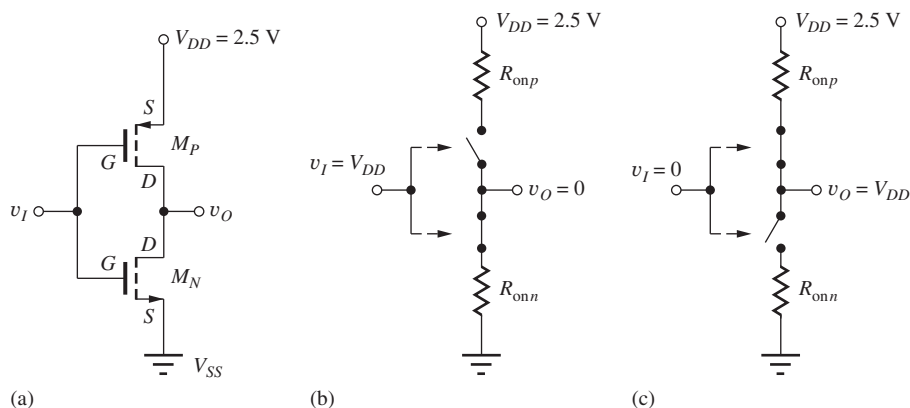 V_DD = 2.5 V
S
M_P
G
D
v_I
v_O
D
G
M_N
S
V_SS
(a)
V_DD = 2.5 V
R_onp
v_I = V_DD
v_O = 0
R_onn
(b)
V_DD = 2.5 V
R_onp
v_I = 0
v_O = V_DD
R_onn
(c)